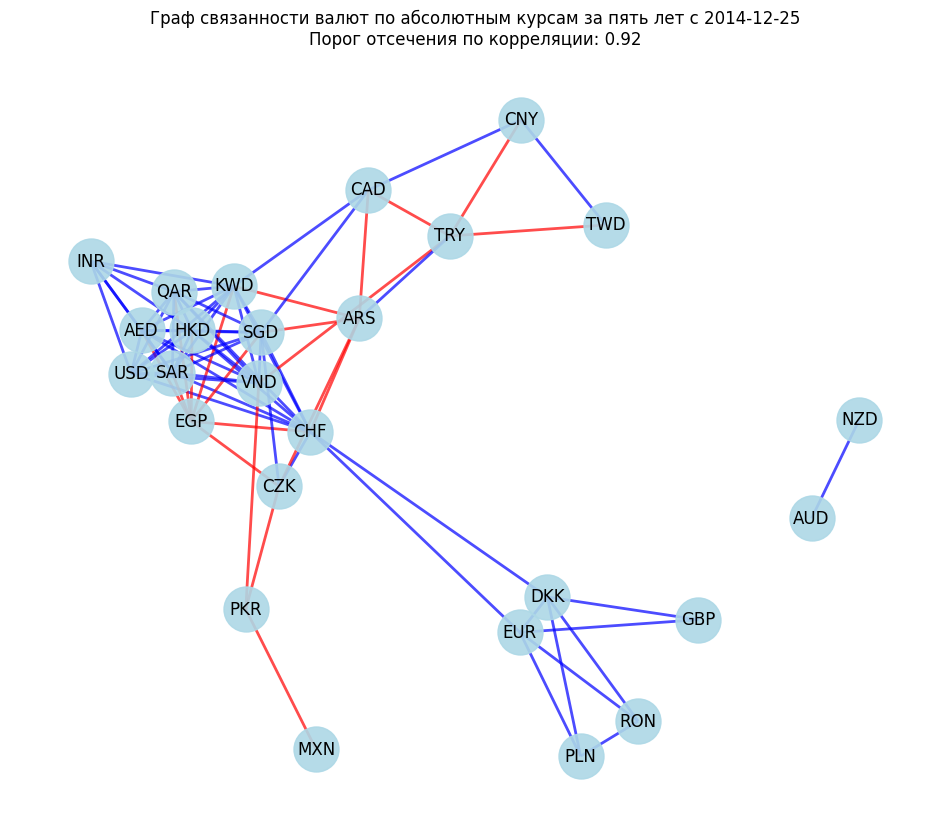 Граф связанности валют по абсолютным курсам за пять лет с 2014-12-25
Порог отсечения по корреляции: 0.92
CNY
CAD
TWD
TRY
INR
KWD
QAR
ARS
AED
HKD
SGD
USD
SAR
VND
EGP
CHF
NZD
CZK
AUD
DKK
PKR
GBP
EUR
RON
MXN
PLN